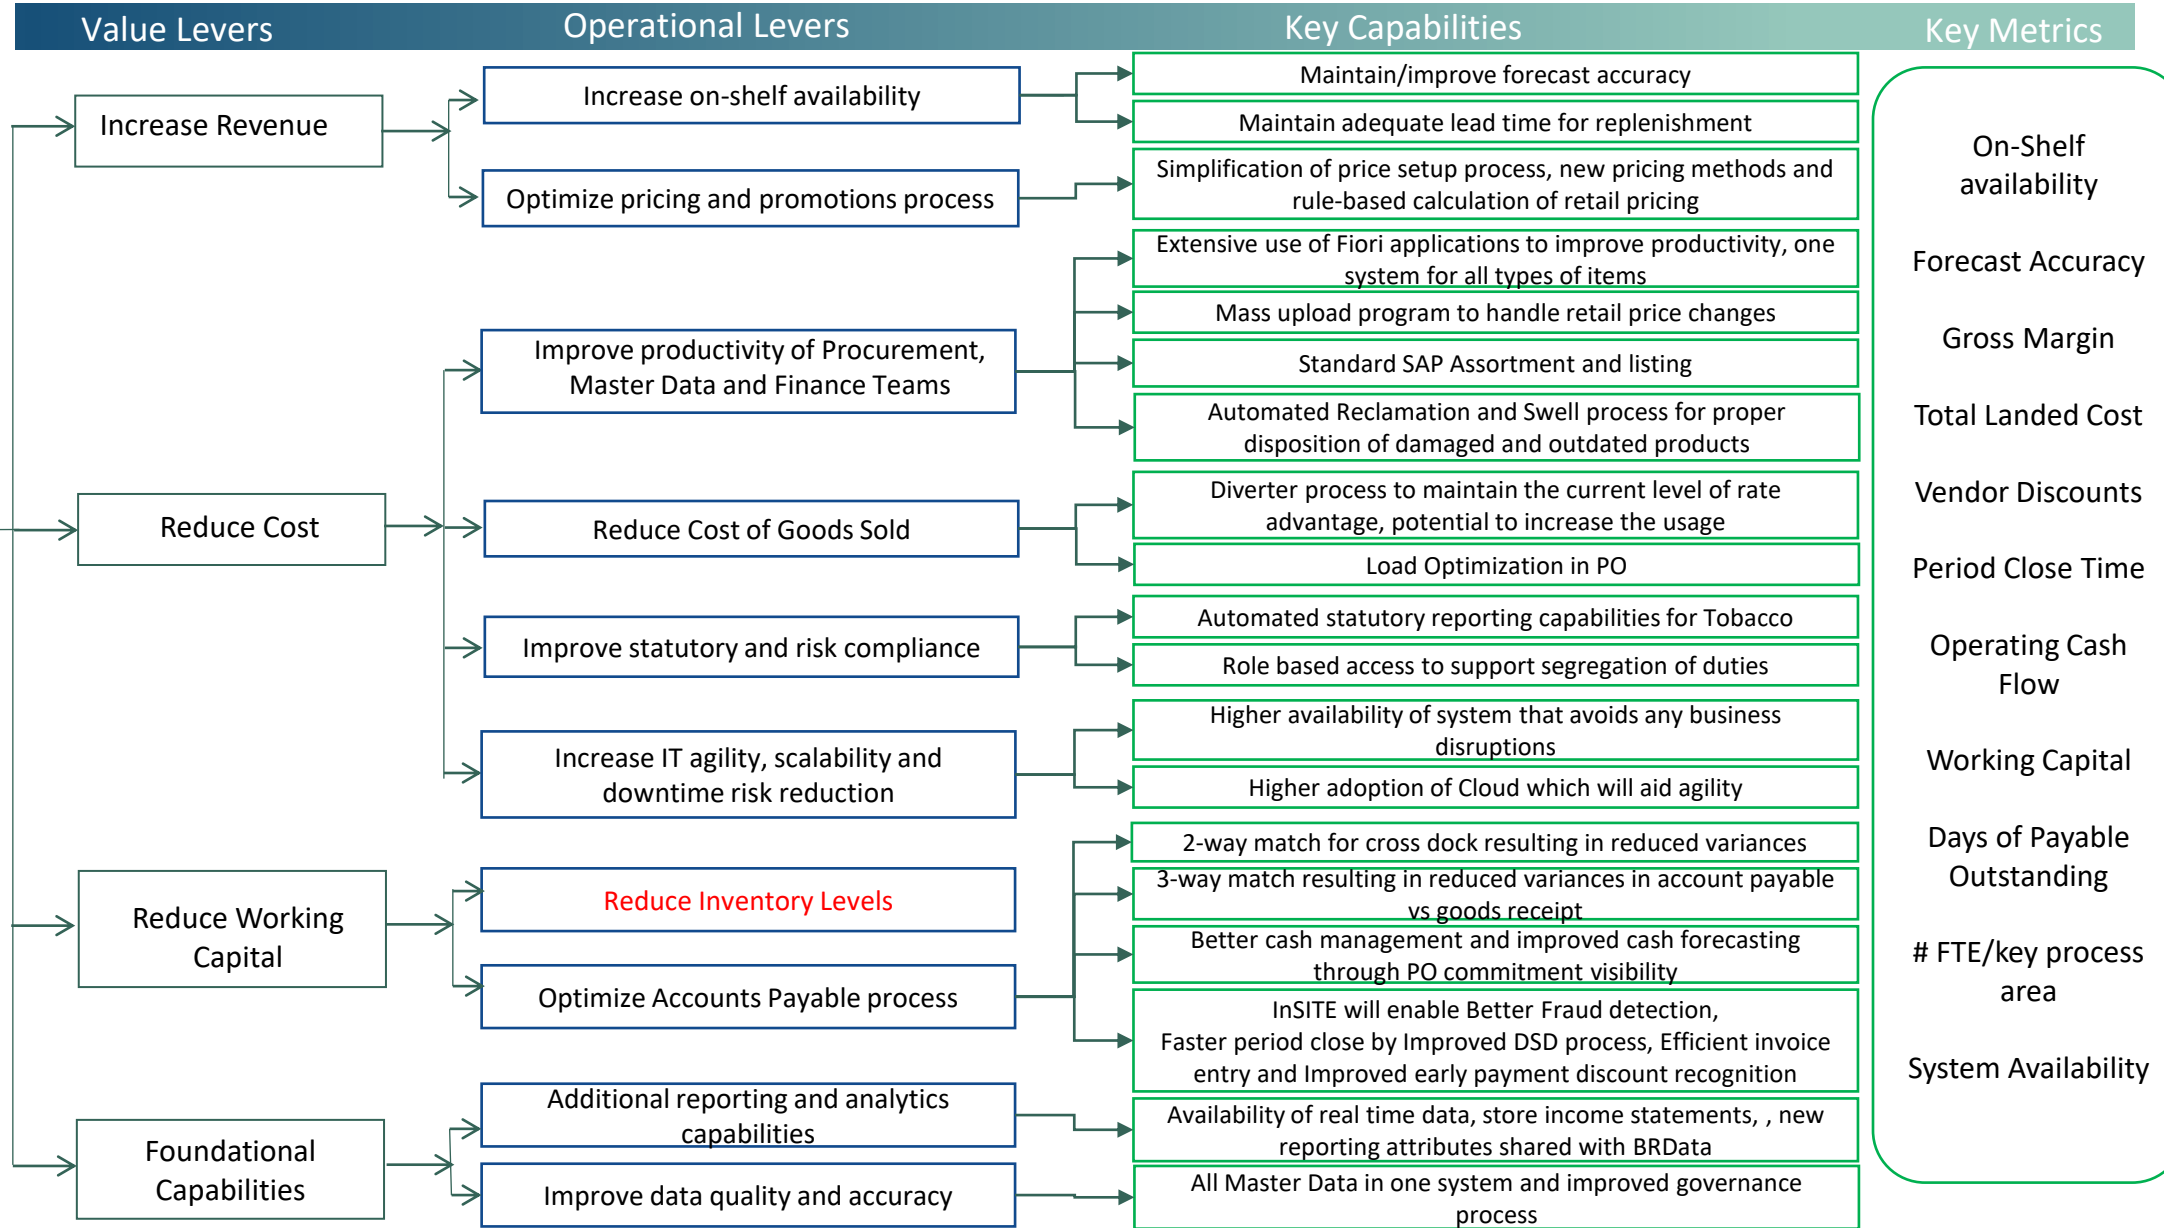 Value Levers
Operational Levers
Key Capabilities
Key Metrics
Increase Revenue
Increase on-shelf availability
Maintain/improve forecast accuracy
Maintain adequate lead time for replenishment
Optimize pricing and promotions process
Simplification of price setup process, new pricing methods and
rule-based calculation of retail pricing
Reduce Cost
Improve productivity of Procurement,
Master Data and Finance Teams
Extensive use of Fiori applications to improve productivity, one
system for all types of items
Mass upload program to handle retail price changes
Standard SAP Assortment and listing
Automated Reclamation and Swell process for proper
disposition of damaged and outdated products
Reduce Cost of Goods Sold
Diverter process to maintain the current level of rate
advantage, potential to increase the usage
Load Optimization in PO
Improve statutory and risk compliance
Automated statutory reporting capabilities for Tobacco
Role based access to support segregation of duties
Increase IT agility, scalability and
downtime risk reduction
Higher availability of system that avoids any business
disruptions
Higher adoption of Cloud which will aid agility
Reduce Working
Capital
Reduce Inventory Levels
Optimize Accounts Payable process
2-way match for cross dock resulting in reduced variances
3-way match resulting in reduced variances in account payable
vs goods receipt
Better cash management and improved cash forecasting
through PO commitment visibility
InSITE will enable Better Fraud detection,
Faster period close by Improved DSD process, Efficient invoice
entry and Improved early payment discount recognition
Foundational
Capabilities
Additional reporting and analytics
capabilities
Availability of real time data, store income statements, , new
reporting attributes shared with BRData
Improve data quality and accuracy
All Master Data in one system and improved governance
process
On-Shelf
availability
Forecast Accuracy
Gross Margin
Total Landed Cost
Vendor Discounts
Period Close Time
Operating Cash
Flow
Working Capital
Days of Payable
Outstanding
# FTE/key process
area
System Availability